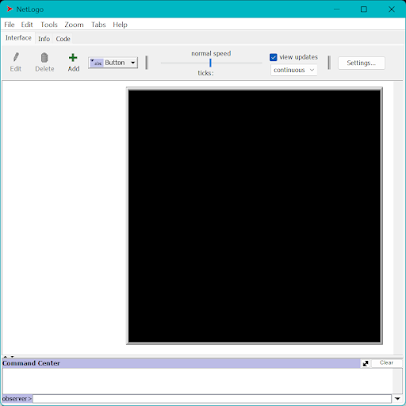 NetLogo
File Edit Tools Zoom Tabs Help
Interface Info Code
normal speed
view updates
Edit Delete Add Button ticks: continuous Settings...
Command Center Clear
observer>